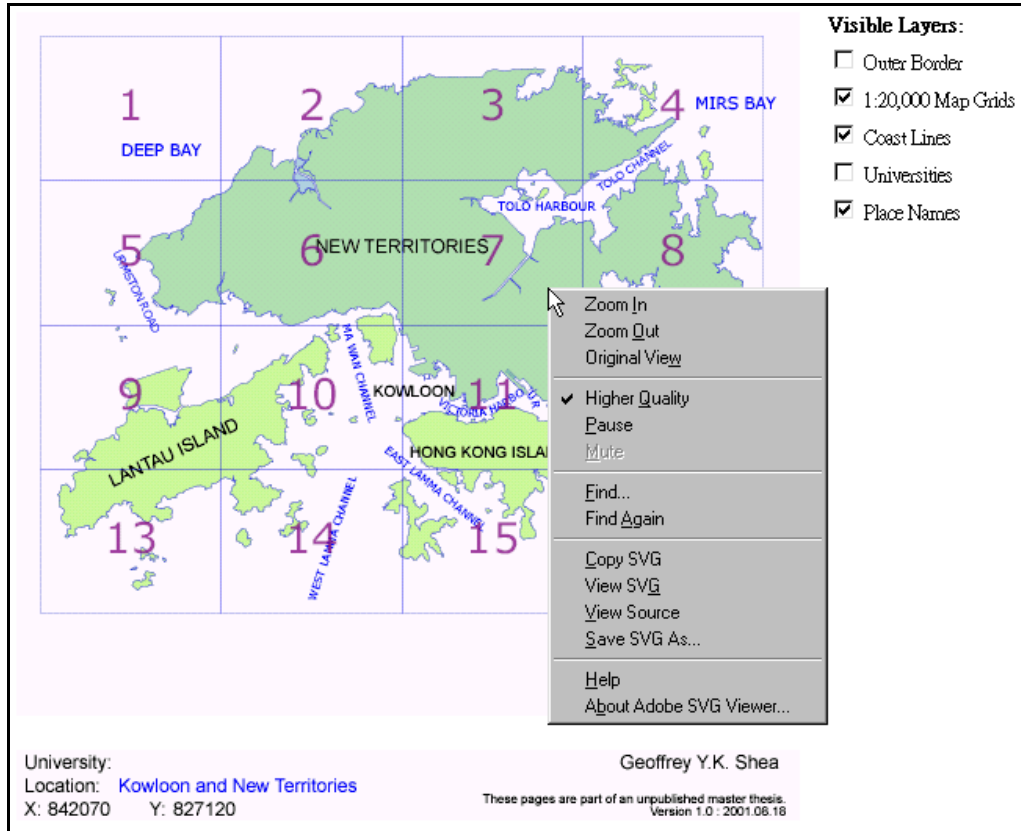 Visible Layers:
Outer Border
1:20,000 Map Grids
Coast Lines
Universities
Place Names
1
2
3
4
MIRS BAY
DEEP BAY
TOLO CHANNEL
TOLO HARBOUR
5
6
NEW TERRITORIES
7
8
URMSTON ROAD
MA WAN CHANNEL
9
10
KOWLOON
11
VICTORIA HARBOUR
LANTAU ISLAND
HONG KONG ISLA
EAST LAMMA CHANNEL
WEST LAMMA CHANNEL
13
14
15
Zoom In
Zoom Out
Original View
Higher Quality
Pause
Mute
Find...
Find Again
Copy SVG
View SVG
View Source
Save SVG As...
Help
About Adobe SVG Viewer...
University:
Location: Kowloon and New Territories
X: 842070 Y: 827120
Geoffrey Y.K. Shea
These pages are part of an unpublished master thesis.
Version 1.0 : 2001.06.18